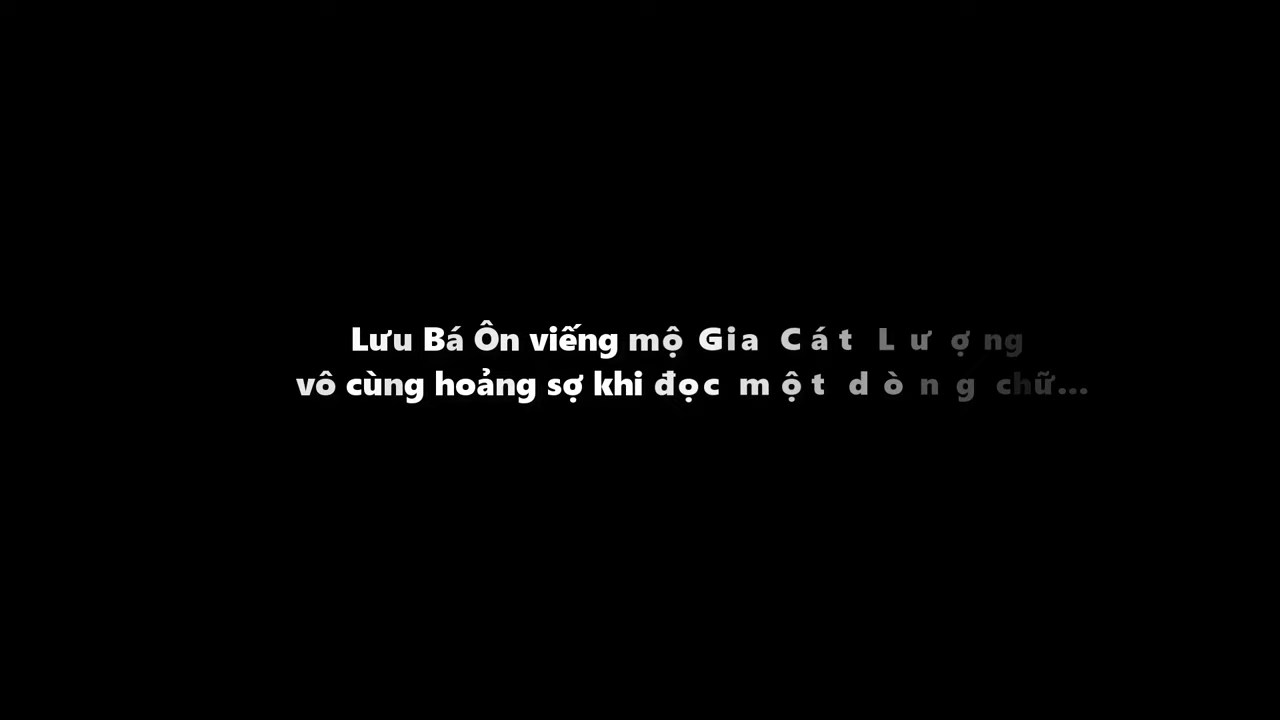 Lưu Bá Ôn viếng mộ Gia Cát Lượng
vô cùng hoảng sợ khi đọc một dòng chữ...